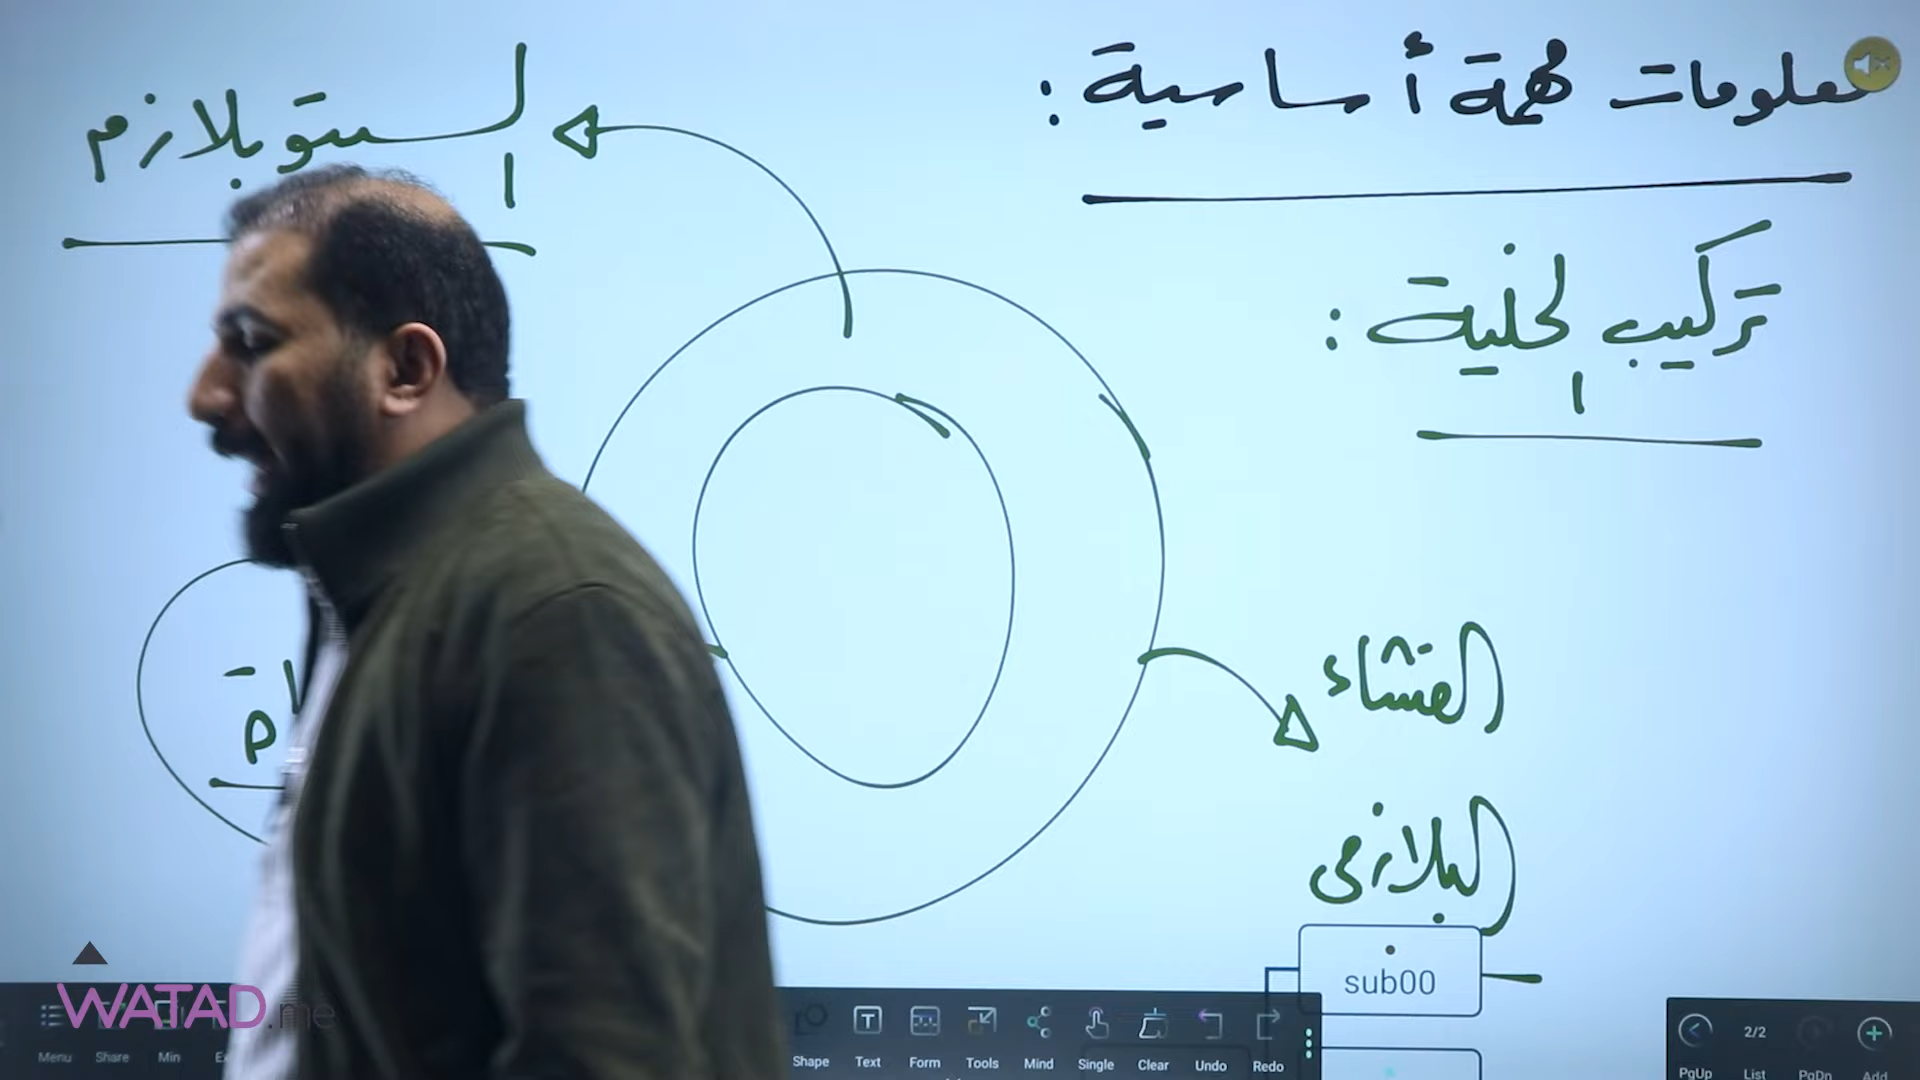 معلومات مهمة أساسية :
تركيب الخلية :
السيتوبلازم
الغشاء
البلازمي
sub00
WATAD.me
Menu Share Min Shape Text Form Tools Mind Single Clear Undo Redo
2/2
PgUp List PgDn Add